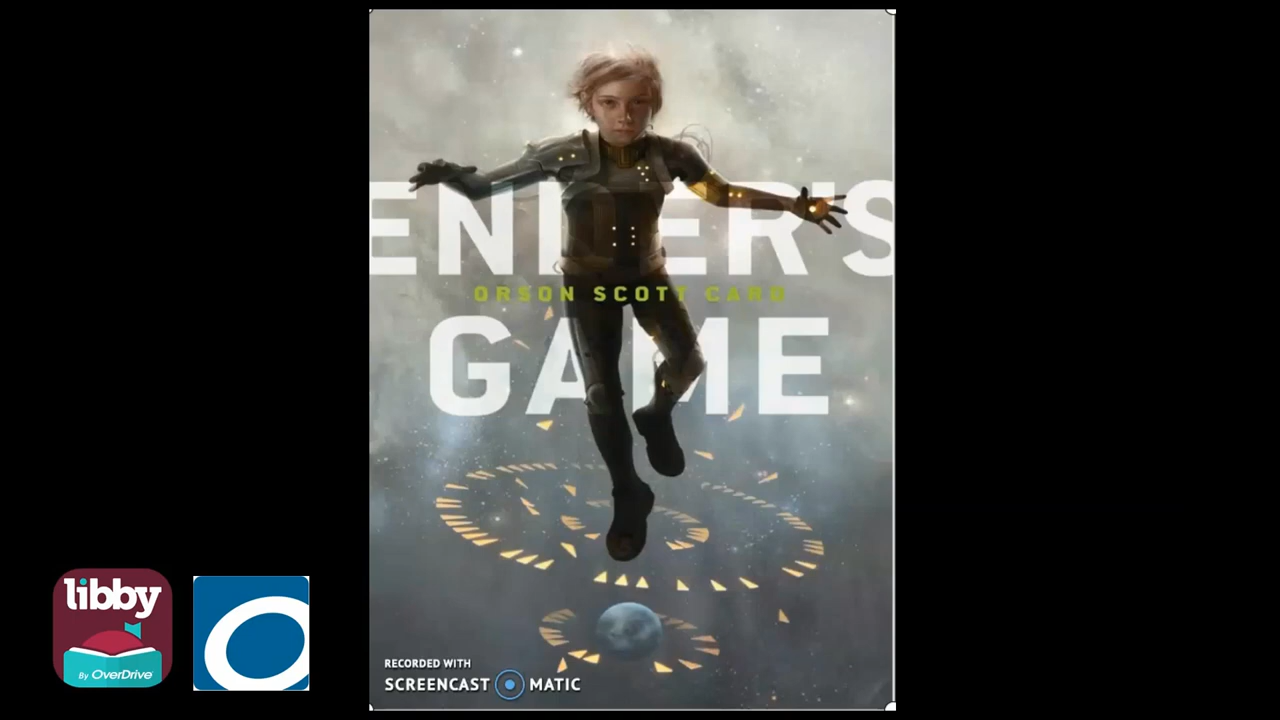 ENDER'S
ORSON SCOTT CARD
GAME
libby
By OverDrive
RECORDED WITH
SCREENCAST MATIC